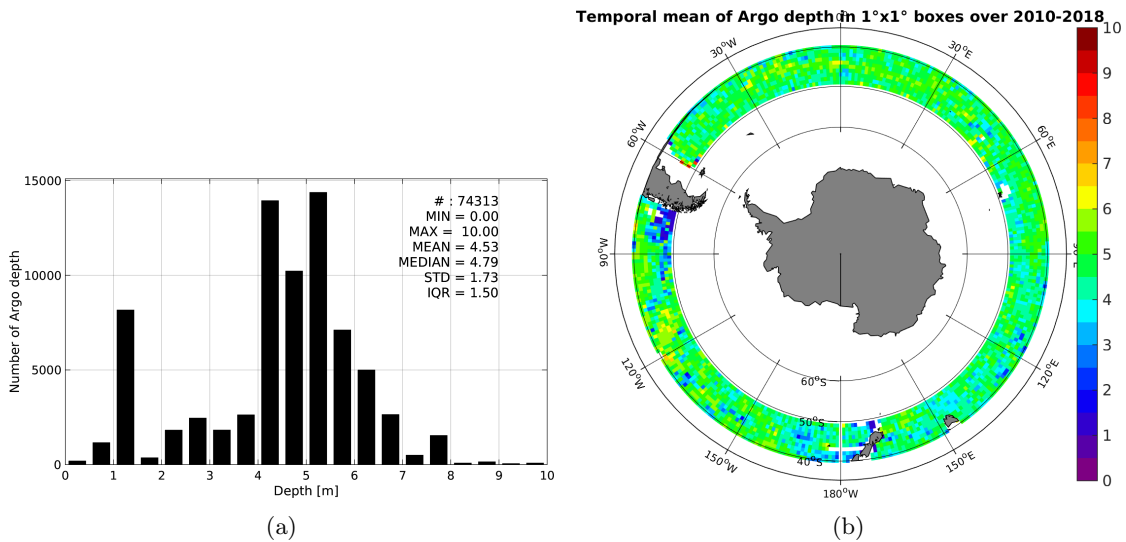 Temporal mean of Argo depth in 1°x1° boxes over 2010-2018
15000
10000
5000
0
Number of Argo depth
# : 74313
MIN = 0.00
MAX = 10.00
MEAN = 4.53
MEDIAN = 4.79
STD = 1.73
IQR = 1.50
0 1 2 3 4 5 6 7 8 9 10
Depth [m]
(a)
30°W
30°E
60°W
60°E
90°W
120°W
120°E
150°W
150°E
180°W
60°S
50°S
40°S
10
9
8
7
6
5
4
3
2
1
0
(b)